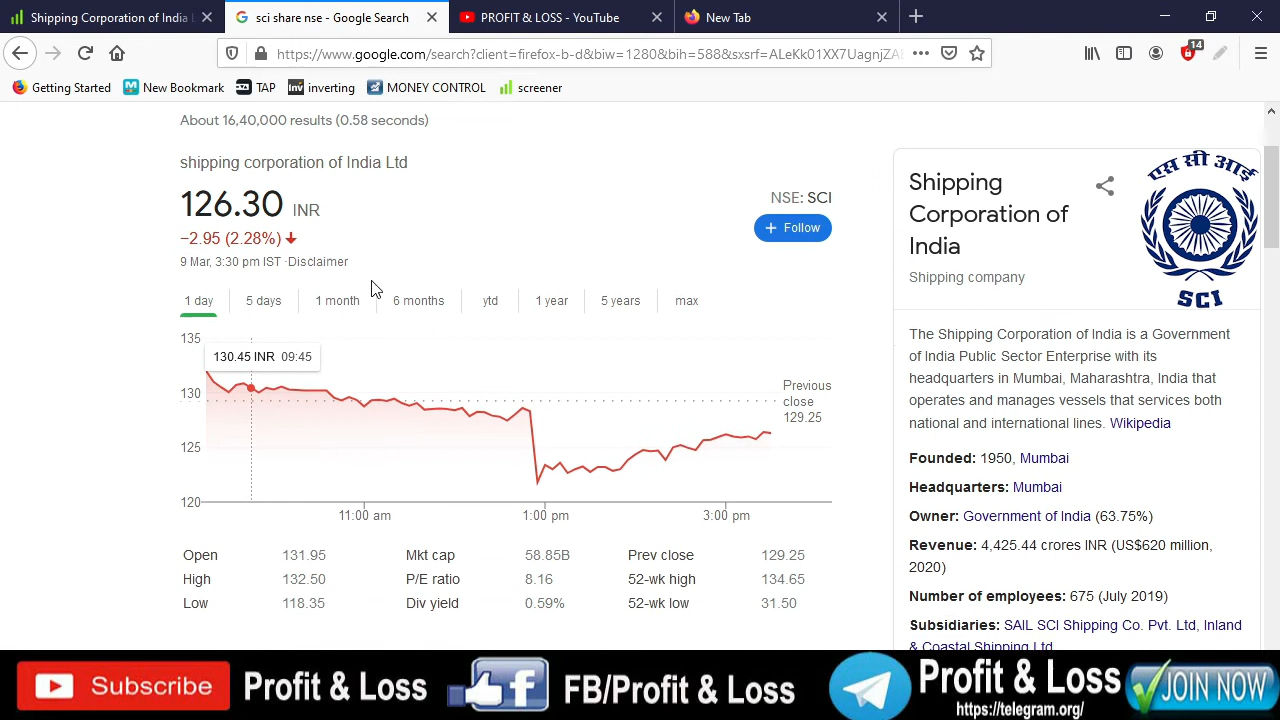 Shipping Corporation of India L
sci share nse - Google Search
PROFIT & LOSS - YouTube
New Tab
https://www.google.com/search?client=firefox-b-d&biw=1280&bih=588&sxsrf=ALeKk01XX7UagnjZA
14
Getting Started
New Bookmark
TAP
Inv inverting
MONEY CONTROL
screener
About 16,40,000 results (0.58 seconds)
shipping corporation of India Ltd
126.30 INR
−2.95 (2.28%)
9 Mar, 3:30 pm IST ·Disclaimer
NSE: SCI
+ Follow
1 day
5 days
1 month
6 months
ytd
1 year
5 years
max
135
130
125
120
130.45 INR 09:45
Previous
close
129.25
11:00 am
1:00 pm
3:00 pm
Open 131.95 Mkt cap 58.85B Prev close 129.25
High 132.50 P/E ratio 8.16 52-wk high 134.65
Low 118.35 Div yield 0.59% 52-wk low 31.50
Shipping
Corporation of
India
Shipping company
एस सी आई
SCI
The Shipping Corporation of India is a Government
of India Public Sector Enterprise with its
headquarters in Mumbai, Maharashtra, India that
operates and manages vessels that services both
national and international lines. Wikipedia
Founded: 1950, Mumbai
Headquarters: Mumbai
Owner: Government of India (63.75%)
Revenue: 4,425.44 crores INR (US$620 million,
2020)
Number of employees: 675 (July 2019)
Subsidiaries: SAIL SCI Shipping Co. Pvt. Ltd, Inland
& Coastal Shipping Ltd
Subscribe
Profit & Loss
f
FB/Profit & Loss
Profit & Loss
https://telegram.org/
JOIN NOW